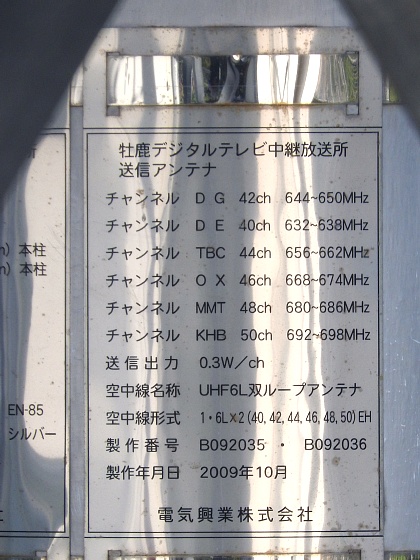 牡鹿デジタルテレビ中継放送所
送信アンテナ
チャンネル DG 42ch 644~650MHz
チャンネル DE 40ch 632~638MHz
チャンネル TBC 44ch 656~662MHz
チャンネル OX 46ch 668~674MHz
チャンネル MMT 48ch 680~686MHz
チャンネル KHB 50ch 692~698MHz
送信出力 0.3W/ch
空中線名称 UHF6L双ループアンテナ
空中線形式 1・6L×2(40,42,44,46,48,50)EH
製作番号 B092035 ・ B092036
製作年月日 2009年10月
電気興業株式会社
)本柱
)本柱
EN-85
シルバー